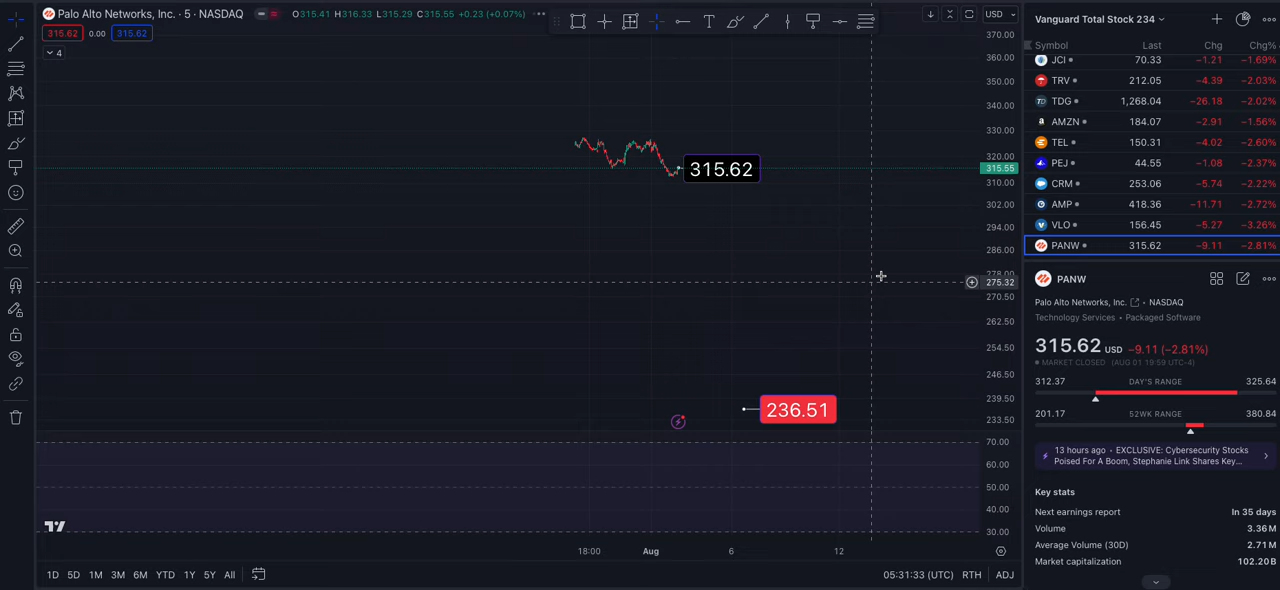 Palo Alto Networks, Inc. · 5 · NASDAQ
O315.41 H316.33 L315.29 C315.55 +0.23 (+0.07%)
315.62 0.00 315.62
4
USD
370.00
360.00
350.00
340.00
330.00
320.00
315.55
310.00
302.00
294.00
286.00
278.00
275.32
270.50
262.50
254.50
246.50
239.50
233.50
70.00
60.00
50.00
40.00
30.00
315.62
236.51
18:00 Aug 6 12
1D 5D 1M 3M 6M YTD 1Y 5Y All
05:31:33 (UTC) RTH ADJ
Vanguard Total Stock 234
Symbol Last Chg Chg%
JCI 70.33 −1.21 −1.69%
TRV 212.05 −4.39 −2.03%
TDG 1,268.04 −26.18 −2.02%
AMZN 184.07 −2.91 −1.56%
TEL 150.31 −4.02 −2.60%
PEJ 44.55 −1.08 −2.37%
CRM 253.06 −5.74 −2.22%
AMP 418.36 −11.71 −2.72%
VLO 156.45 −5.27 −3.26%
PANW 315.62 −9.11 −2.81%
PANW
Palo Alto Networks, Inc. • NASDAQ
Technology Services • Packaged Software
315.62 USD −9.11 (−2.81%)
MARKET CLOSED (AUG 01 19:59 UTC-4)
312.37 DAY'S RANGE 325.64
201.17 52WK RANGE 380.84
13 hours ago • EXCLUSIVE: Cybersecurity Stocks
Poised For A Boom, Stephanie Link Shares Key...
Key stats
Next earnings report In 35 days
Volume 3.36 M
Average Volume (30D) 2.71 M
Market capitalization 102.20 B